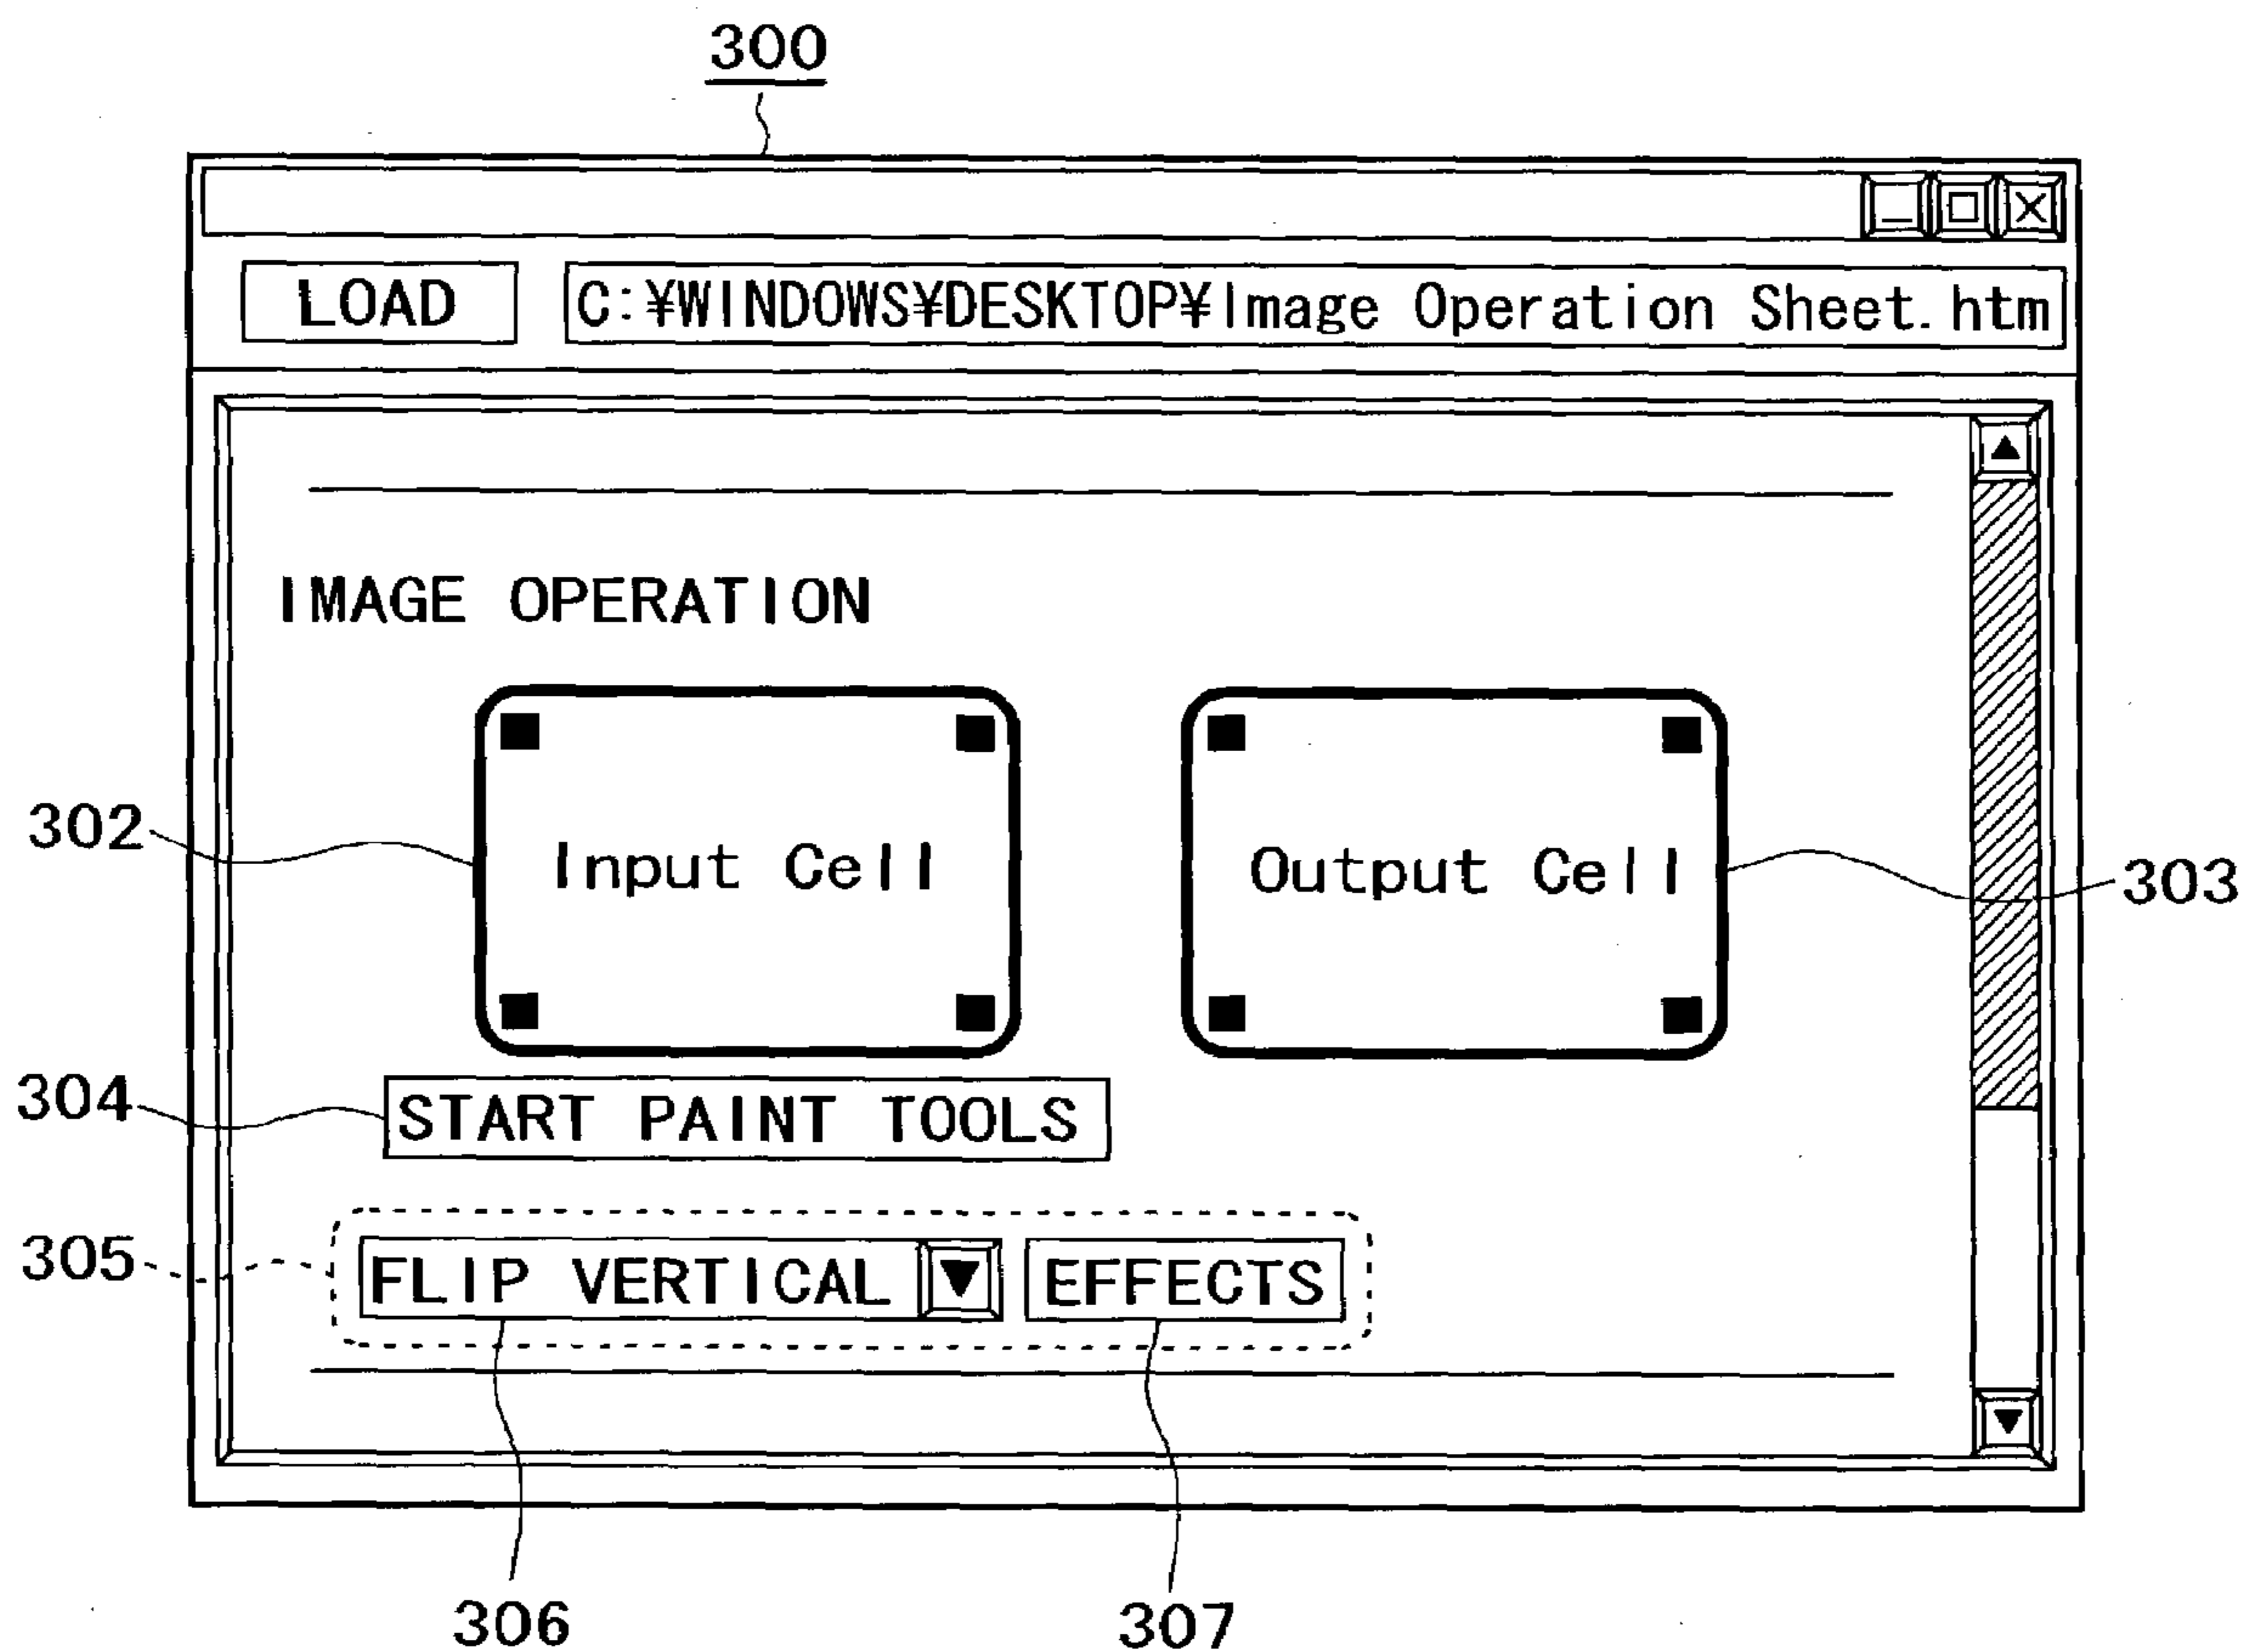 300
LOAD C:¥WINDOWS¥DESKTOP¥Image Operation Sheet.htm
IMAGE OPERATION
302 Input Cell Output Cell 303
304 START PAINT TOOLS
305 FLIP VERTICAL ▼ EFFECTS
306 307